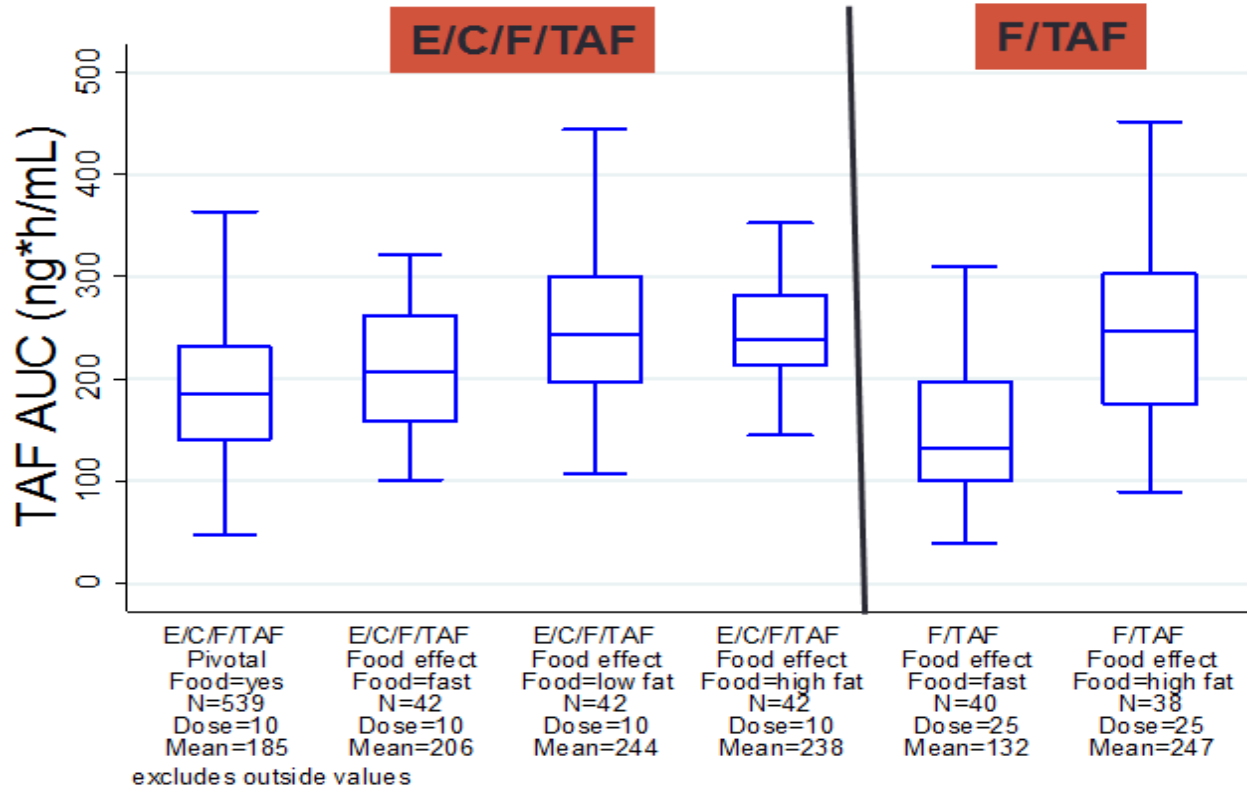 E/C/F/TAF
F/TAF
TAF AUC (ng*h/mL)
500
400
300
200
100
0
E/C/F/TAF
Pivotal
Food=yes
N=539
Dose=10
Mean=185
E/C/F/TAF
Food effect
Food=fast
N=42
Dose=10
Mean=206
E/C/F/TAF
Food effect
Food=low fat
N=42
Dose=10
Mean=244
E/C/F/TAF
Food effect
Food=high fat
N=42
Dose=10
Mean=238
F/TAF
Food effect
Food=fast
N=40
Dose=25
Mean=132
F/TAF
Food effect
Food=high fat
N=38
Dose=25
Mean=247
excludes outside values